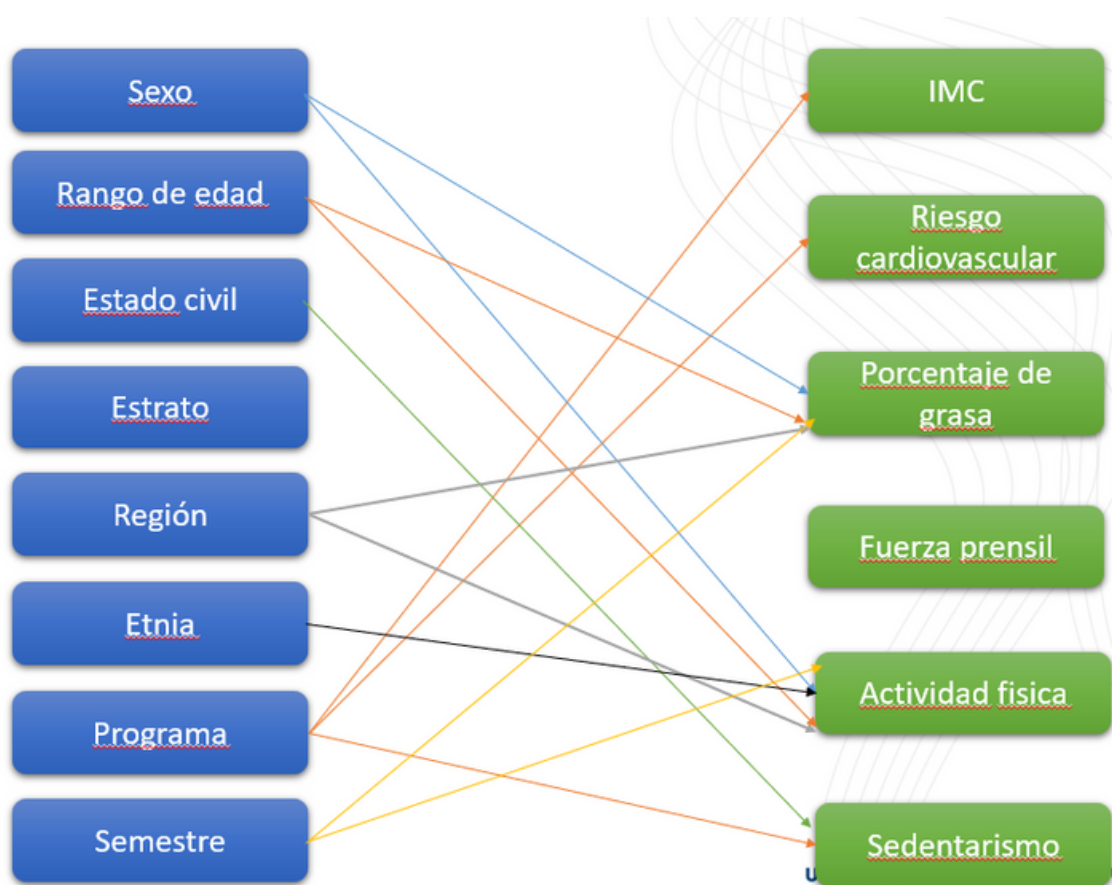 Sexo
Rango de edad
Estado civil
Estrato
Región
Etnia
Programa
Semestre
IMC
Riesgo
cardiovascular
Porcentaje de
grasa
Fuerza prensil
Actividad fisica
Sedentarismo